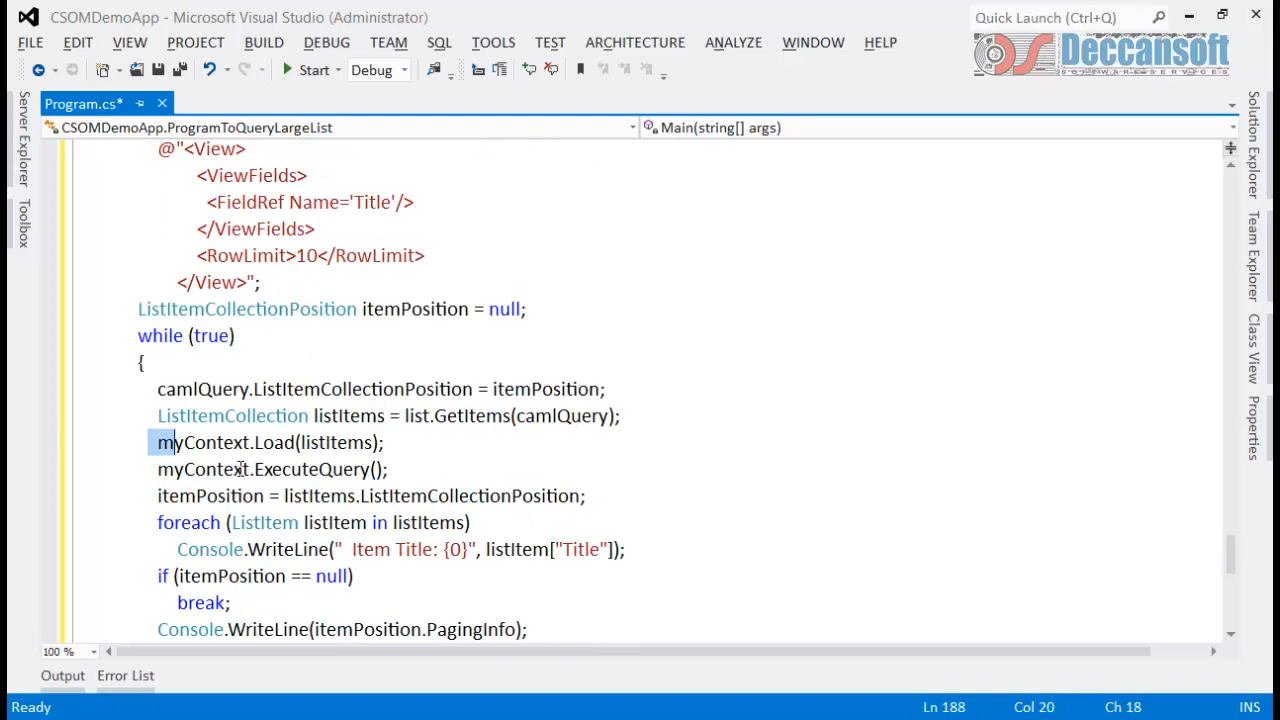 CSOMDemoApp - Microsoft Visual Studio (Administrator)
Quick Launch (Ctrl+Q)
FILE EDIT VIEW PROJECT BUILD DEBUG TEAM SQL TOOLS TEST ARCHITECTURE ANALYZE WINDOW HELP
Deccansoft
SOFTWARE SERVICES
Start Debug
Program.cs*
CSOMDemoApp.ProgramToQueryLargeList
Main(string[] args)
Server Explorer
Toolbox
@"<View>
<ViewFields>
<FieldRef Name='Title'/>
</ViewFields>
<RowLimit>10</RowLimit>
</View>";
ListItemCollectionPosition itemPosition = null;
while (true)
{
camlQuery.ListItemCollectionPosition = itemPosition;
ListItemCollection listItems = list.GetItems(camlQuery);
myContext.Load(listItems);
myContext.ExecuteQuery();
itemPosition = listItems.ListItemCollectionPosition;
foreach (ListItem listItem in listItems)
Console.WriteLine("  Item Title: {0}", listItem["Title"]);
if (itemPosition == null)
break;
Console.WriteLine(itemPosition.PagingInfo);
Solution Explorer
Team Explorer
Class View
Properties
100 %
Output
Error List
Ready
Ln 188
Col 20
Ch 18
INS